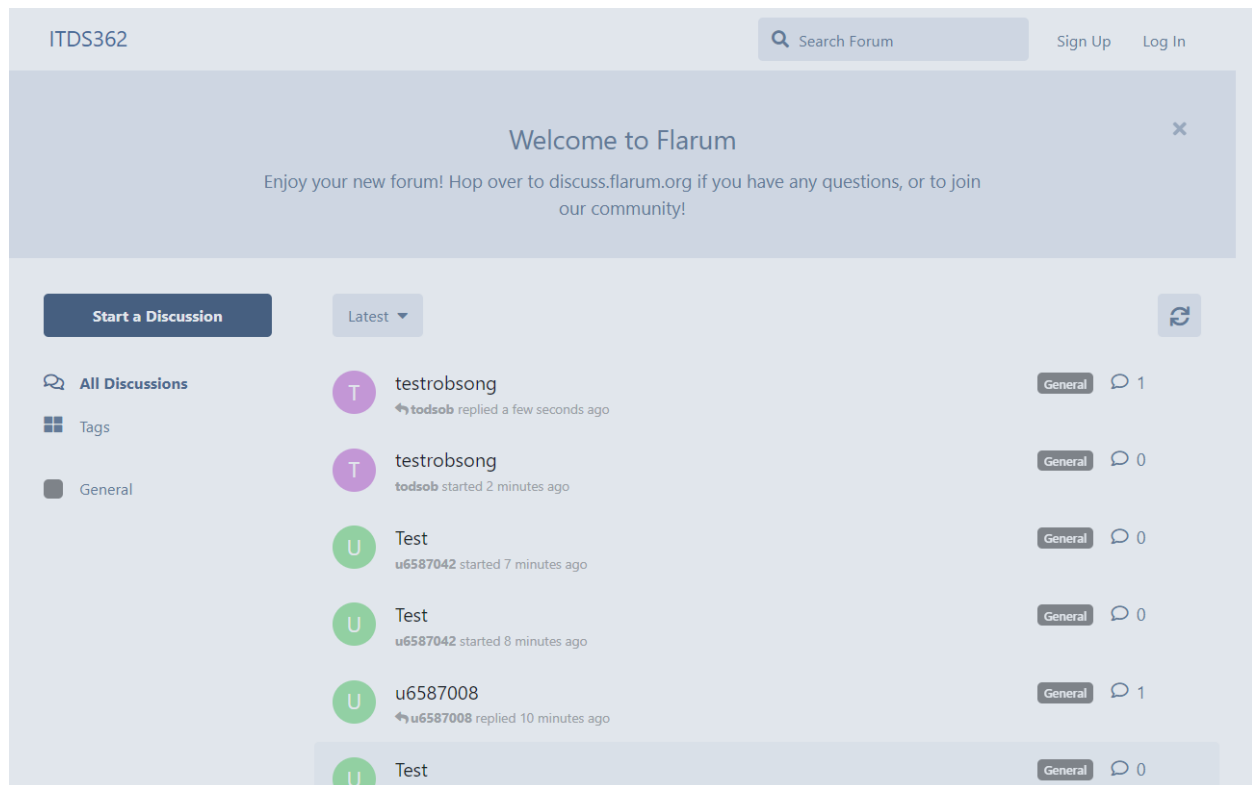 ITDS362
Search Forum
Sign Up
Log In
Welcome to Flarum
Enjoy your new forum! Hop over to discuss.flarum.org if you have any questions, or to join
our community!
Start a Discussion
Latest
All Discussions
Tags
General
T
testrobsong
todsob replied a few seconds ago
General
1
T
testrobsong
todsob started 2 minutes ago
General
0
U
Test
u6587042 started 7 minutes ago
General
0
U
Test
u6587042 started 8 minutes ago
General
0
U
u6587008
u6587008 replied 10 minutes ago
General
1
U
Test
General
0